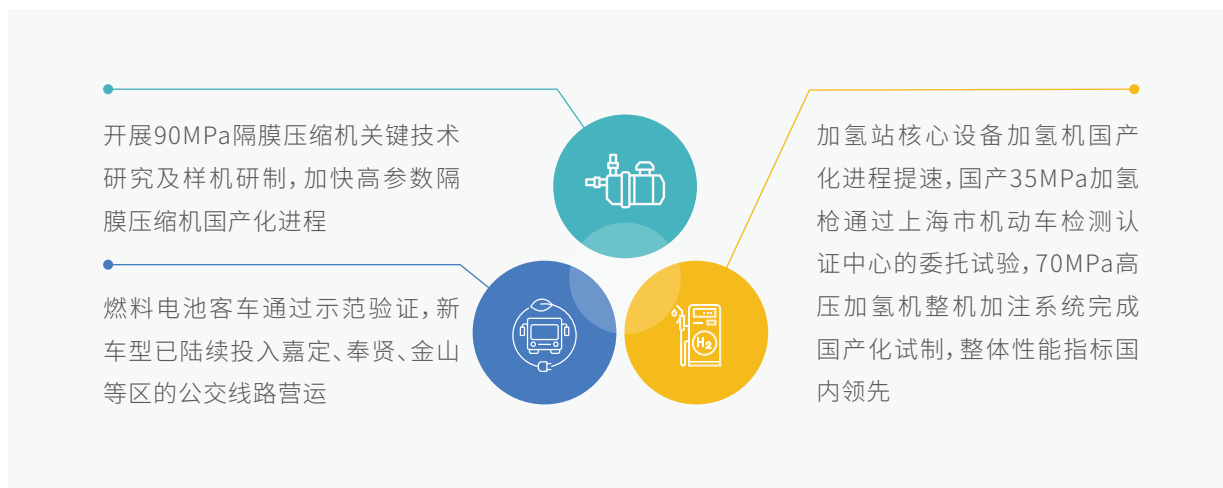 开展90MPa隔膜压缩机关键技术
研究及样机研制，加快高参数隔
膜压缩机国产化进程
燃料电池客车通过示范验证，新
车型已陆续投入嘉定、奉贤、金山
等区的公交线路营运
加氢站核心设备加氢机国产
化进程提速，国产35MPa加氢
枪通过上海市机动车检测认
证中心的委托试验，70MPa高
压加氢机整机加注系统完成
国产化试制，整体性能指标国
内领先
H2